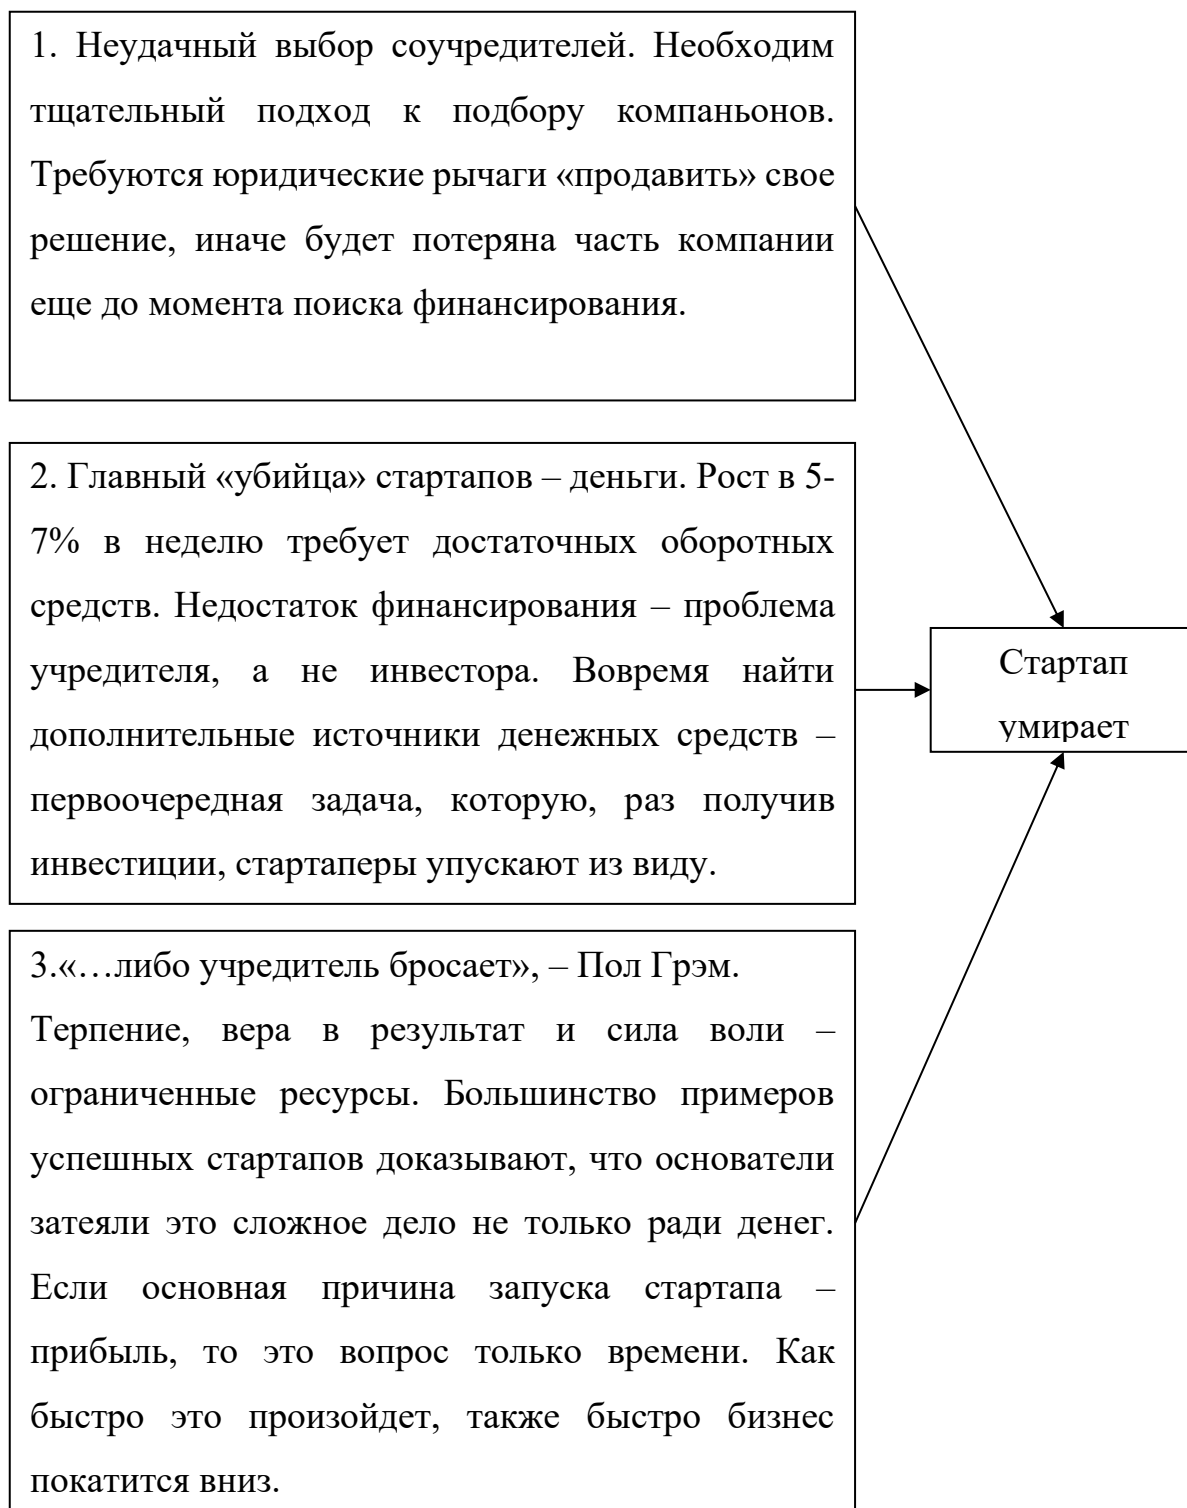 1. Неудачный выбор соучредителей. Необходим
тщательный подход к подбору компаньонов.
Требуются юридические рычаги «продавить» свое
решение, иначе будет потеряна часть компании
еще до момента поиска финансирования.
2. Главный «убийца» стартапов – деньги. Рост в 5-
7% в неделю требует достаточных оборотных
средств. Недостаток финансирования – проблема
учредителя, а не инвестора. Вовремя найти
дополнительные источники денежных средств –
первоочередная задача, которую, раз получив
инвестиции, стартаперы упускают из виду.
3.«…либо учредитель бросает», – Пол Грэм.
Терпение, вера в результат и сила воли –
ограниченные ресурсы. Большинство примеров
успешных стартапов доказывают, что основатели
затеяли это сложное дело не только ради денег.
Если основная причина запуска стартапа –
прибыль, то это вопрос только времени. Как
быстро это произойдет, также быстро бизнес
покатится вниз.
Стартап
умирает